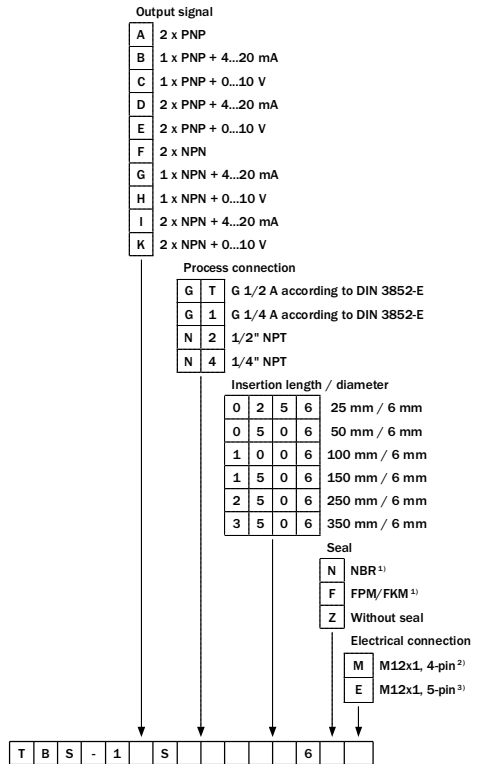 Output signal
A 2 x PNP
B 1 x PNP + 4...20 mA
C 1 x PNP + 0...10 V
D 2 x PNP + 4...20 mA
E 2 x PNP + 0...10 V
F 2 x NPN
G 1 x NPN + 4...20 mA
H 1 x NPN + 0...10 V
I 2 x NPN + 4...20 mA
K 2 x NPN + 0...10 V
Process connection
G T G 1/2 A according to DIN 3852-E
G 1 G 1/4 A according to DIN 3852-E
N 2 1/2" NPT
N 4 1/4" NPT
Insertion length / diameter
0 2 5 6 25 mm / 6 mm
0 5 0 6 50 mm / 6 mm
1 0 0 6 100 mm / 6 mm
1 5 0 6 150 mm / 6 mm
2 5 0 6 250 mm / 6 mm
3 5 0 6 350 mm / 6 mm
Seal
N NBR 1)
F FPM/FKM 1)
Z Without seal
Electrical connection
M M12x1, 4-pin 2)
E M12x1, 5-pin 3)
T B S - 1 S 6